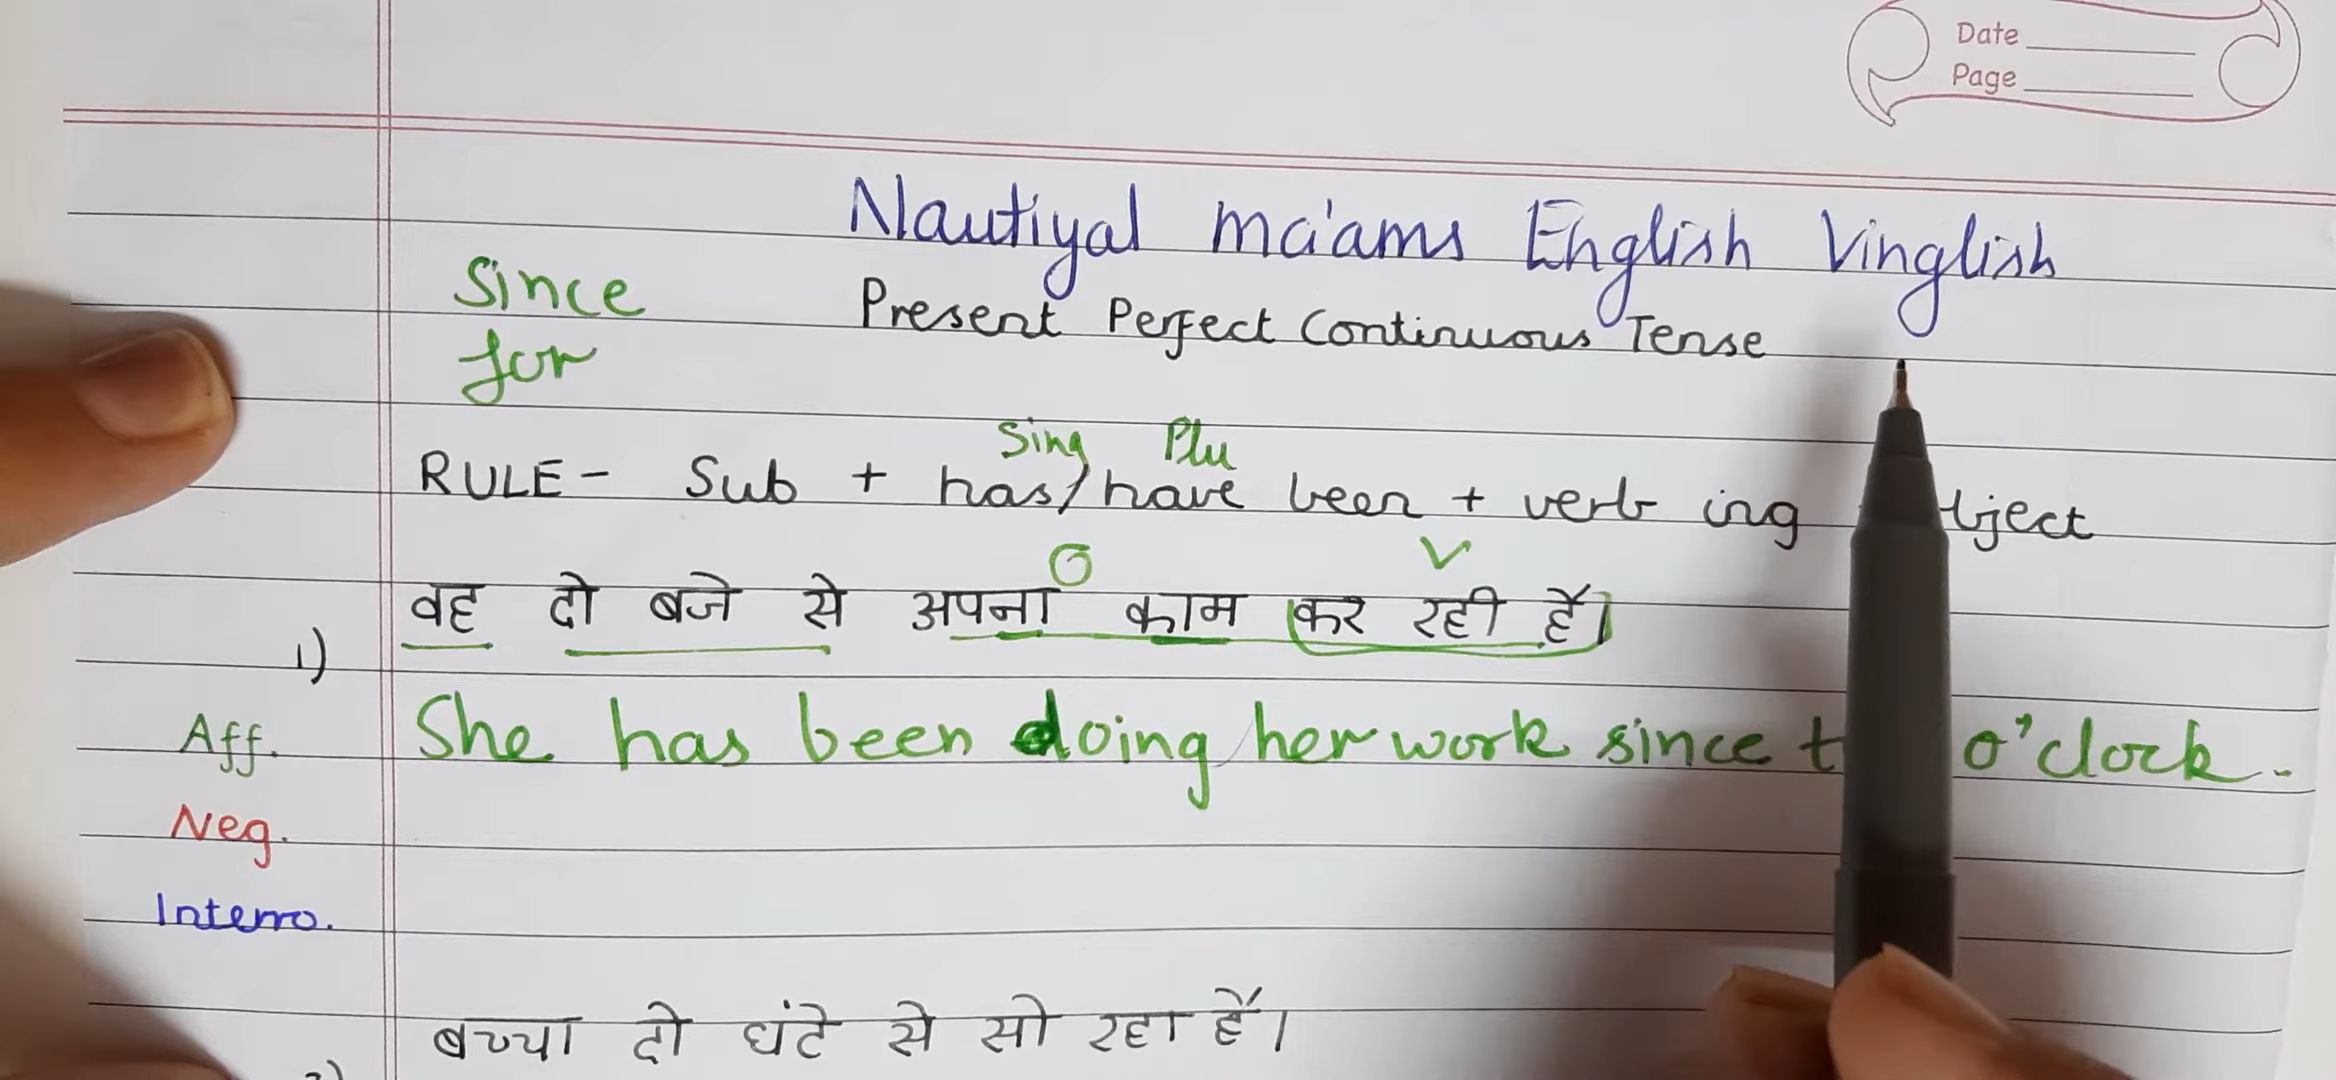 Date
Page
Nautiyal ma'ams English Vinglish
Since
Present Perfect Continuous Tense
for
Sing Plu
RULE - Sub + has/have been + verb ing bject
O V
वह दो बजे से अपना काम कर रही हैं।
1)
Aff. She has been doing her work since t o'clock.
Neg.
Interro.
बच्चा दो घंटे से सो रहा हैं।